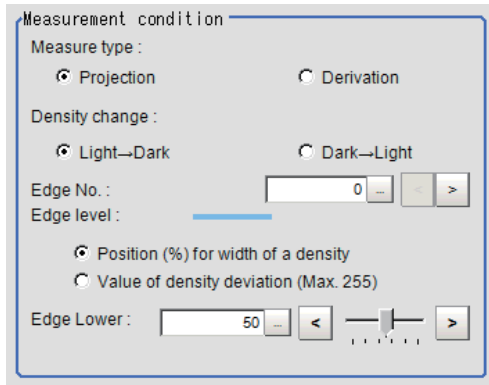 Measurement condition
Measure type :
Projection Derivation
Density change :
Light→Dark Dark→Light
Edge No. : 0 ... < >
Edge level :
Position (%) for width of a density
Value of density deviation (Max. 255)
Edge Lower : 50 ... < >